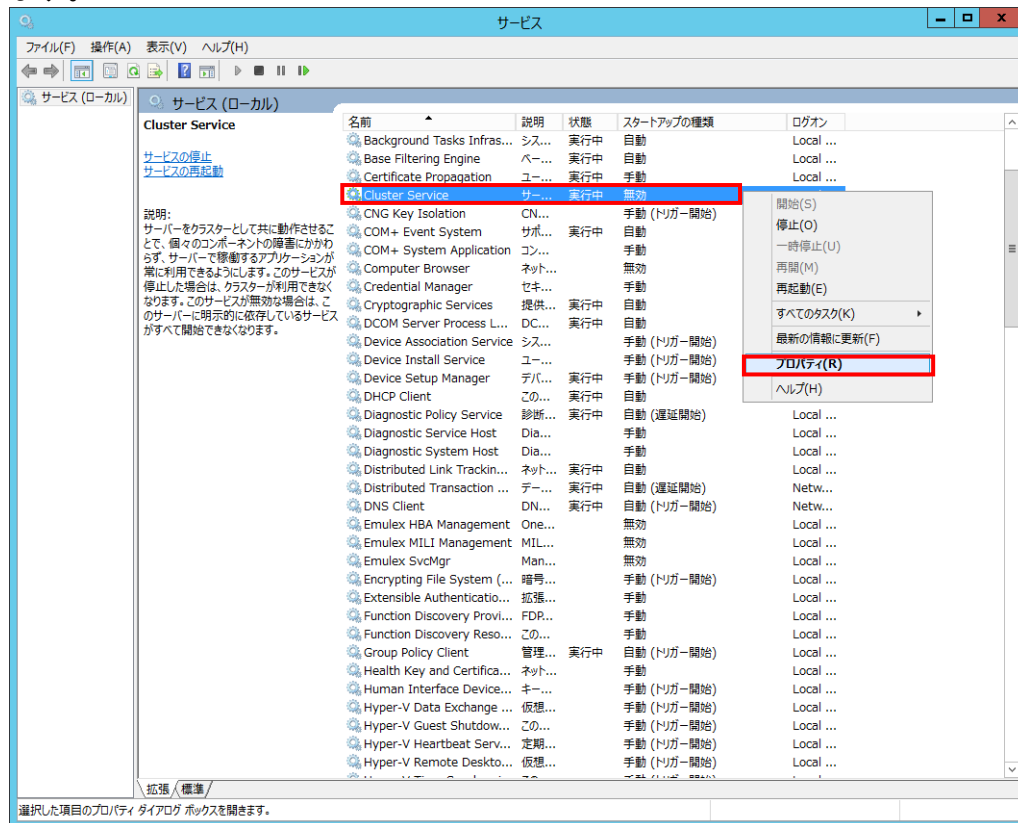 サービス
ファイル(F) 操作(A) 表示(V) ヘルプ(H)
サービス (ローカル)
サービス (ローカル)
Cluster Service
サービスの停止
サービスの再起動
説明:
サーバーをクラスターとして共に動作させるこ
とで、個々のコンポーネントの障害にかかわ
らず、サーバーで稼働するアプリケーションが
常に利用できるようにします。このサービスが
停止した場合は、クラスターが利用できなく
なります。このサービスが無効な場合は、こ
のサーバーに明示的に依存しているサービス
がすべて開始できなくなります。
名前 説明 状態 スタートアップの種類 ログオン
Background Tasks Infras... シス... 実行中 自動 Local ...
Base Filtering Engine ベー... 実行中 自動 Local ...
Certificate Propagation ユー... 実行中 手動 Local ...
Cluster Service サー... 実行中 無効
CNG Key Isolation CN... 手動 (トリガー開始)
COM+ Event System サポ... 実行中 自動
COM+ System Application コン... 手動
Computer Browser ネット... 無効
Credential Manager セキ... 手動
Cryptographic Services 提供... 実行中 自動
DCOM Server Process L... DC... 実行中 自動
Device Association Service シス... 手動 (トリガー開始)
Device Install Service ユー... 手動 (トリガー開始)
Device Setup Manager デバ... 実行中 手動 (トリガー開始)
DHCP Client この... 実行中 自動
Diagnostic Policy Service 診断... 実行中 自動 (遅延開始) Local ...
Diagnostic Service Host Dia... 手動 Local ...
Diagnostic System Host Dia... 手動 Local ...
Distributed Link Trackin... ネット... 実行中 自動 Local ...
Distributed Transaction ... デー... 実行中 自動 (遅延開始) Netw...
DNS Client DN... 実行中 自動 (トリガー開始) Netw...
Emulex HBA Management One... 無効 Local ...
Emulex MILI Management MIL... 無効 Local ...
Emulex SvcMgr Man... 無効 Local ...
Encrypting File System (... 暗号... 手動 (トリガー開始) Local ...
Extensible Authenticatio... 拡張... 手動 Local ...
Function Discovery Provi... FDP... 手動 Local ...
Function Discovery Reso... この... 手動 Local ...
Group Policy Client 管理... 実行中 自動 (トリガー開始) Local ...
Health Key and Certifica... ネット... 手動 Local ...
Human Interface Device... キー... 手動 (トリガー開始) Local ...
Hyper-V Data Exchange ... 仮想... 手動 (トリガー開始) Local ...
Hyper-V Guest Shutdow... この... 手動 (トリガー開始) Local ...
Hyper-V Heartbeat Serv... 定期... 手動 (トリガー開始) Local ...
Hyper-V Remote Deskto... 仮想... 手動 (トリガー開始) Local ...
開始(S)
停止(O)
一時停止(U)
再開(M)
再起動(E)
すべてのタスク(K)
最新の情報に更新(F)
プロパティ(R)
ヘルプ(H)
拡張 標準
選択した項目のプロパティ ダイアログ ボックスを開きます。